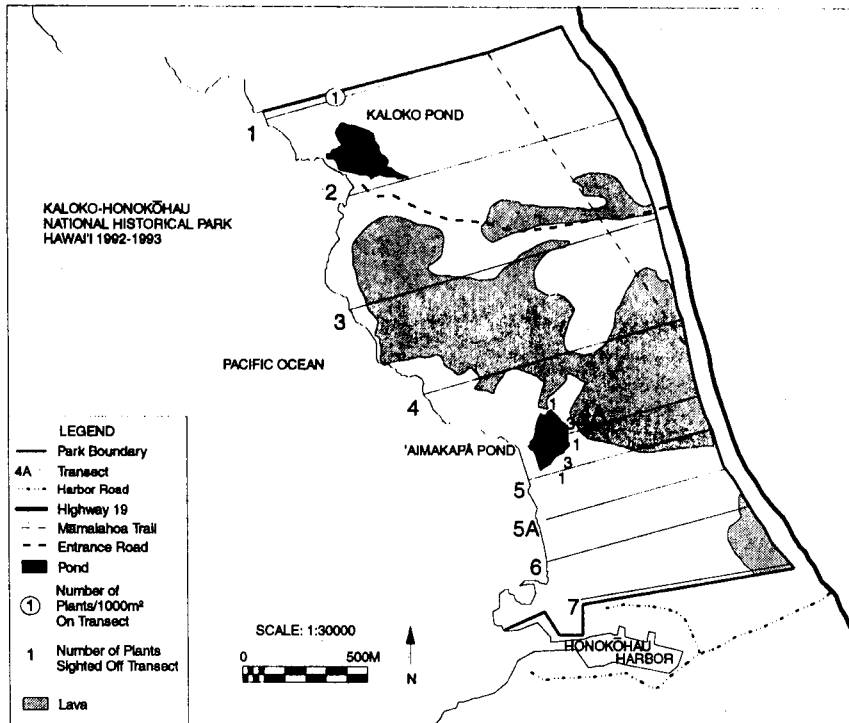 1
KALOKO POND
1
2
KALOKO-HONOKŌHAU
NATIONAL HISTORICAL PARK
HAWAI'I 1992-1993
3
PACIFIC OCEAN
4
1
3
1
'AIMAKAPĀ POND
3
1
5
5A
6
7
HONOKŌHAU
HARBOR
LEGEND
Park Boundary
4A Transect
Harbor Road
Highway 19
Māmalahoa Trail
Entrance Road
Pond
1 Number of
Plants/1000m²
On Transect
1 Number of Plants
Sighted Off Transect
Lava
SCALE: 1:30000
0 500M
N